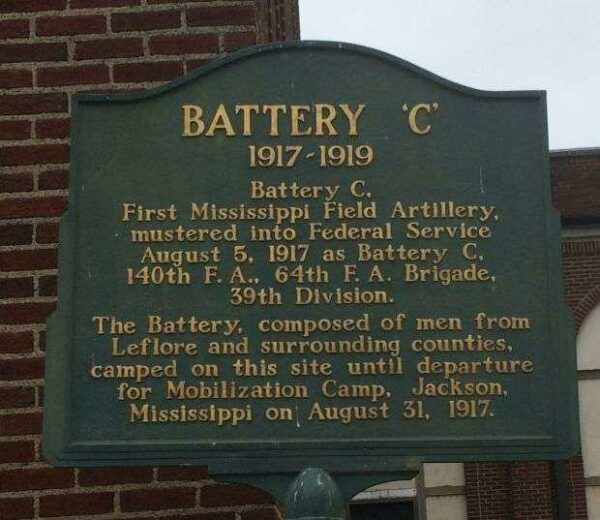 BATTERY 'C'
1917-1919
Battery C,
First Mississippi Field Artillery,
mustered into Federal Service
August 5, 1917 as Battery C,
140th F. A., 64th F. A. Brigade,
39th Division.
The Battery, composed of men from
Leflore and surrounding counties,
camped on this site until departure
for Mobilization Camp, Jackson,
Mississippi on August 31, 1917.